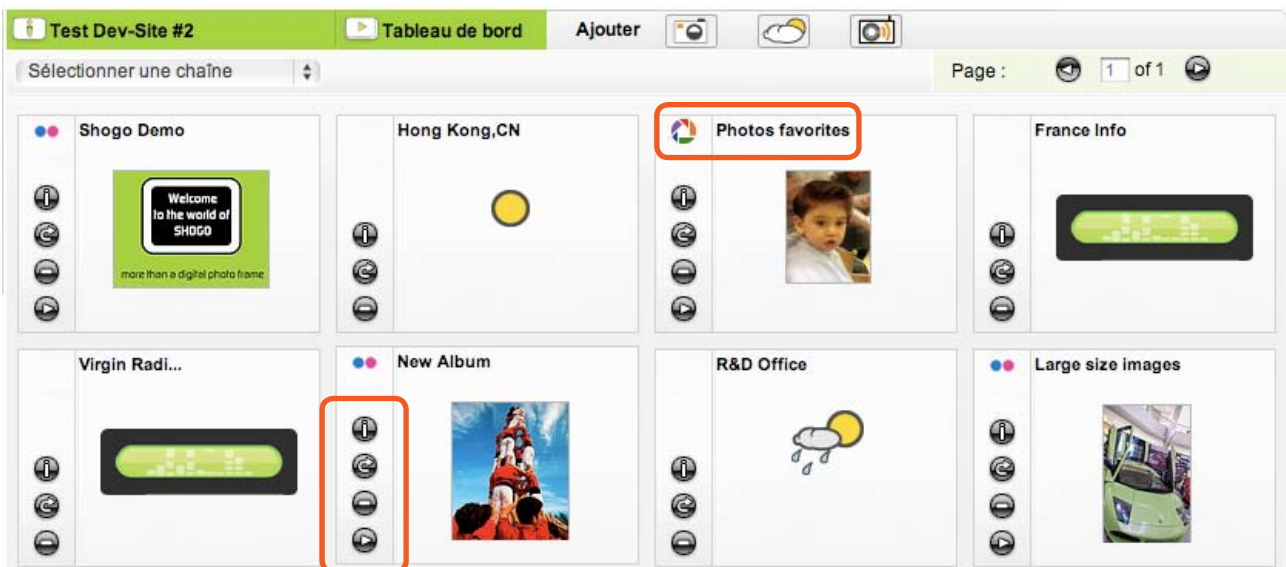 Test Dev-Site #2 Tableau de bord Ajouter
Sélectionner une chaîne Page : 1 of 1
Shogo Demo Hong Kong,CN Photos favorites France Info
Welcome
to the world of
SHOGO
more than a digital photo frame
Virgin Radi... New Album R&D Office Large size images